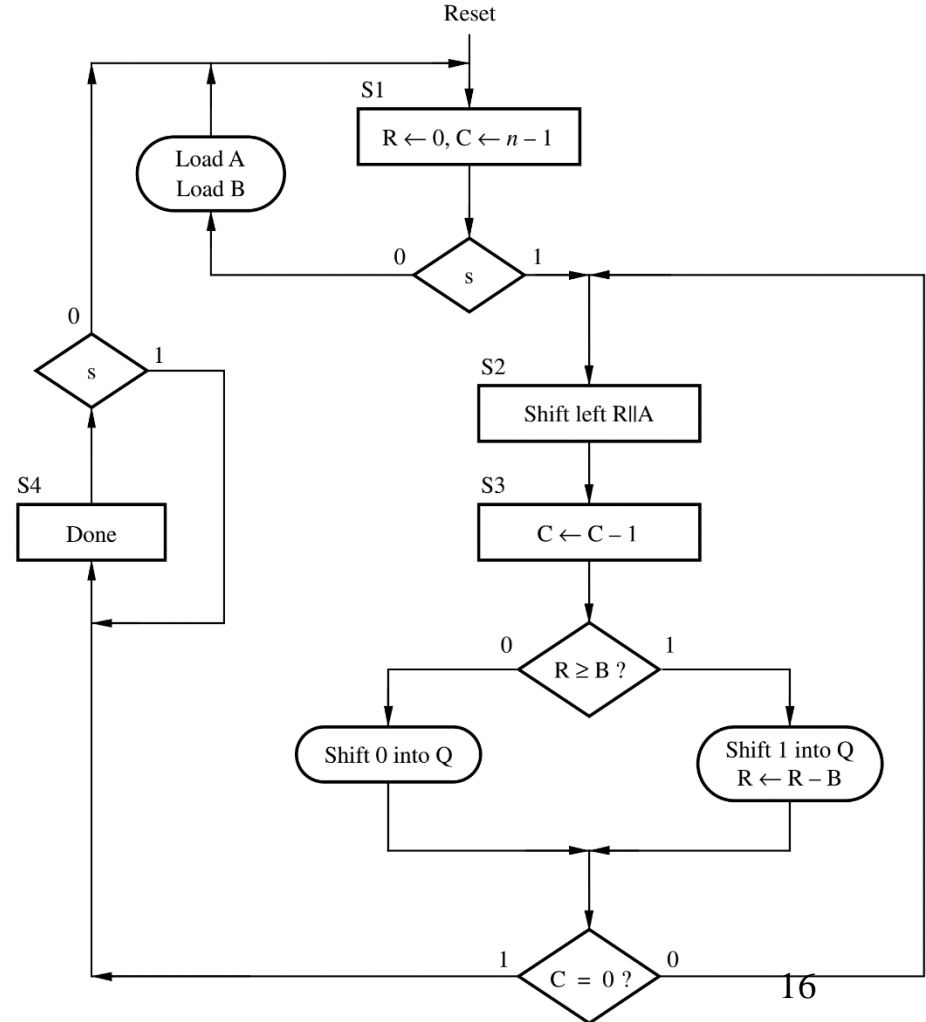 Reset
S1
R ← 0, C ← n – 1
Load A
Load B
0
s
1
0
s
1
S2
Shift left R||A
S4
Done
S3
C ← C – 1
0
R ≥ B ?
1
Shift 0 into Q
Shift 1 into Q
R ← R – B
1
C = 0 ?
0
16